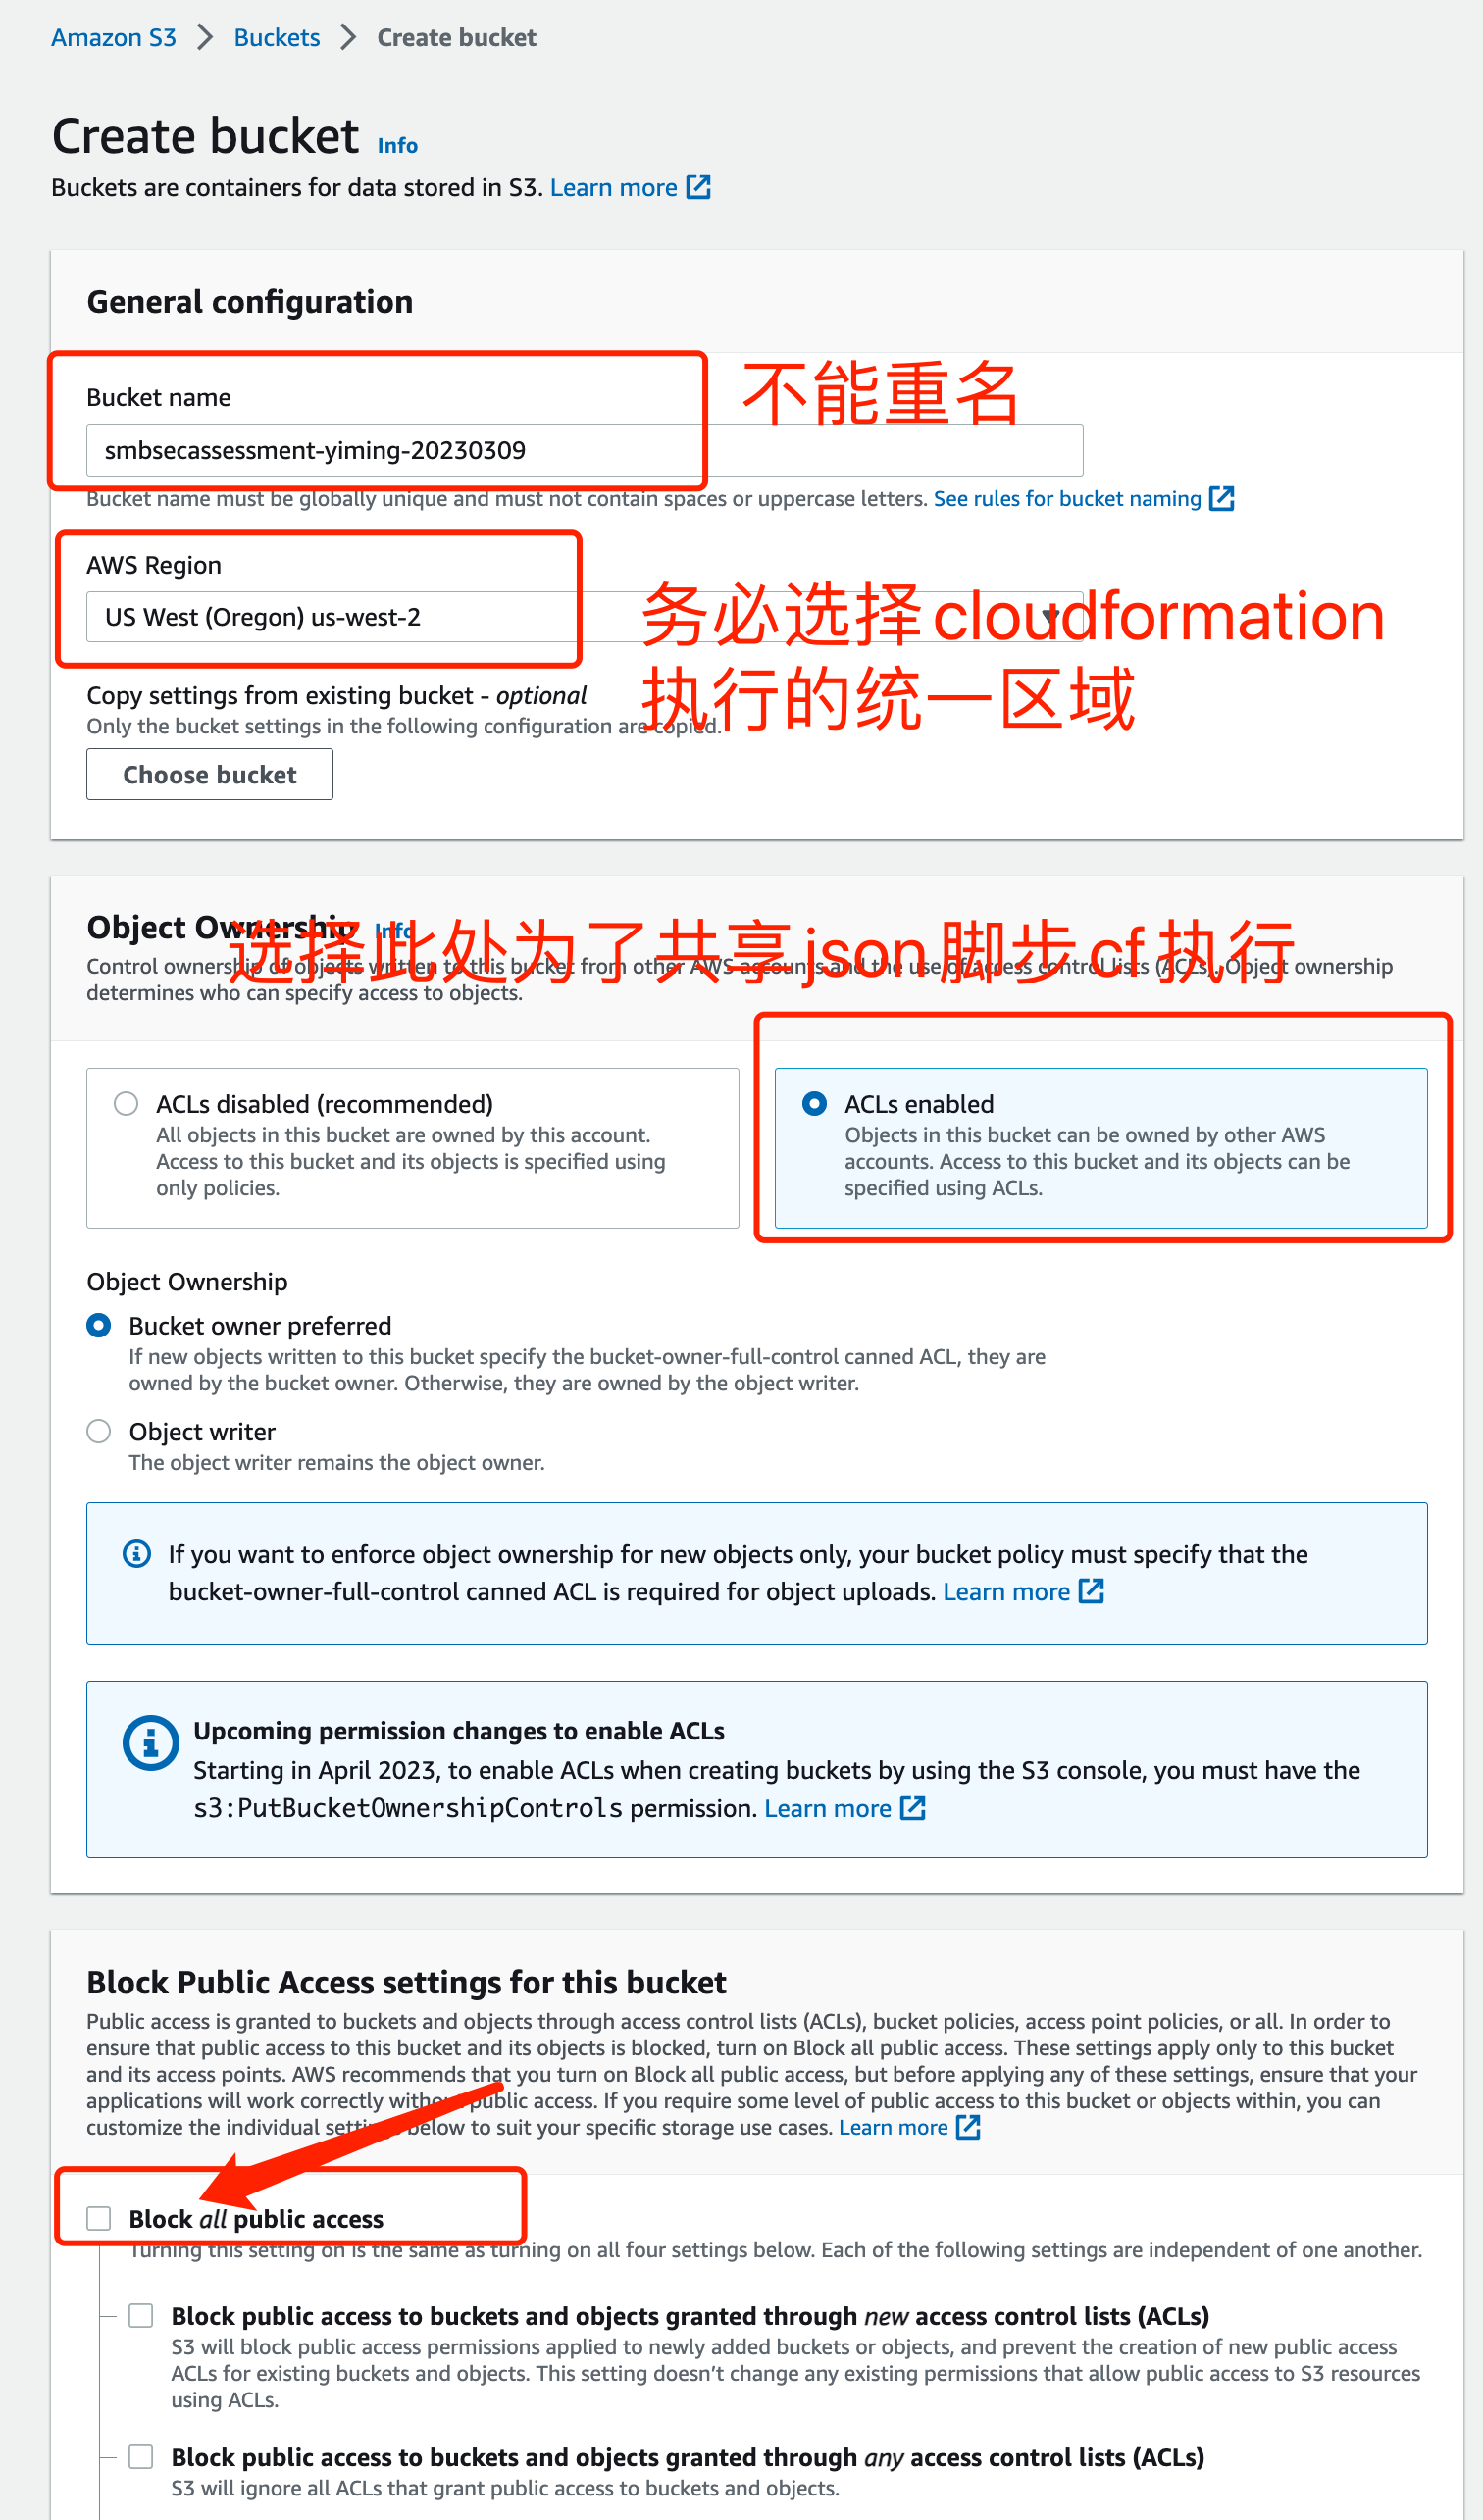 Amazon S3 > Buckets > Create bucket
Create bucket Info
Buckets are containers for data stored in S3. Learn more
General configuration
不能重名
Bucket name
smbsecassessment-yiming-20230309
Bucket name must be globally unique and must not contain spaces or uppercase letters. See rules for bucket naming
AWS Region
US West (Oregon) us-west-2
务必选择cloudformation
执行的统一区域
Copy settings from existing bucket - optional
Only the bucket settings in the following configuration are copied.
Choose bucket
Object Ownership Info
选择此处为了共享json脚步cf执行
Control ownership of objects written to this bucket from other AWS accounts and the use of access control lists (ACLs). Object ownership
determines who can specify access to objects.
ACLs disabled (recommended)
All objects in this bucket are owned by this account.
Access to this bucket and its objects is specified using
only policies.
ACLs enabled
Objects in this bucket can be owned by other AWS
accounts. Access to this bucket and its objects can be
specified using ACLs.
Object Ownership
Bucket owner preferred
If new objects written to this bucket specify the bucket-owner-full-control canned ACL, they are
owned by the bucket owner. Otherwise, they are owned by the object writer.
Object writer
The object writer remains the object owner.
If you want to enforce object ownership for new objects only, your bucket policy must specify that the
bucket-owner-full-control canned ACL is required for object uploads. Learn more
Upcoming permission changes to enable ACLs
Starting in April 2023, to enable ACLs when creating buckets by using the S3 console, you must have the
s3:PutBucketOwnershipControls permission. Learn more
Block Public Access settings for this bucket
Public access is granted to buckets and objects through access control lists (ACLs), bucket policies, access point policies, or all. In order to
ensure that public access to this bucket and its objects is blocked, turn on Block all public access. These settings apply only to this bucket
and its access points. AWS recommends that you turn on Block all public access, but before applying any of these settings, ensure that your
applications will work correctly without public access. If you require some level of public access to this bucket or objects within, you can
customize the individual settings below to suit your specific storage use cases. Learn more
Block all public access
Turning this setting on is the same as turning on all four settings below. Each of the following settings are independent of one another.
Block public access to buckets and objects granted through new access control lists (ACLs)
S3 will block public access permissions applied to newly added buckets or objects, and prevent the creation of new public access
ACLs for existing buckets and objects. This setting doesn't change any existing permissions that allow public access to S3 resources
using ACLs.
Block public access to buckets and objects granted through any access control lists (ACLs)
S3 will ignore all ACLs that grant public access to buckets and objects.